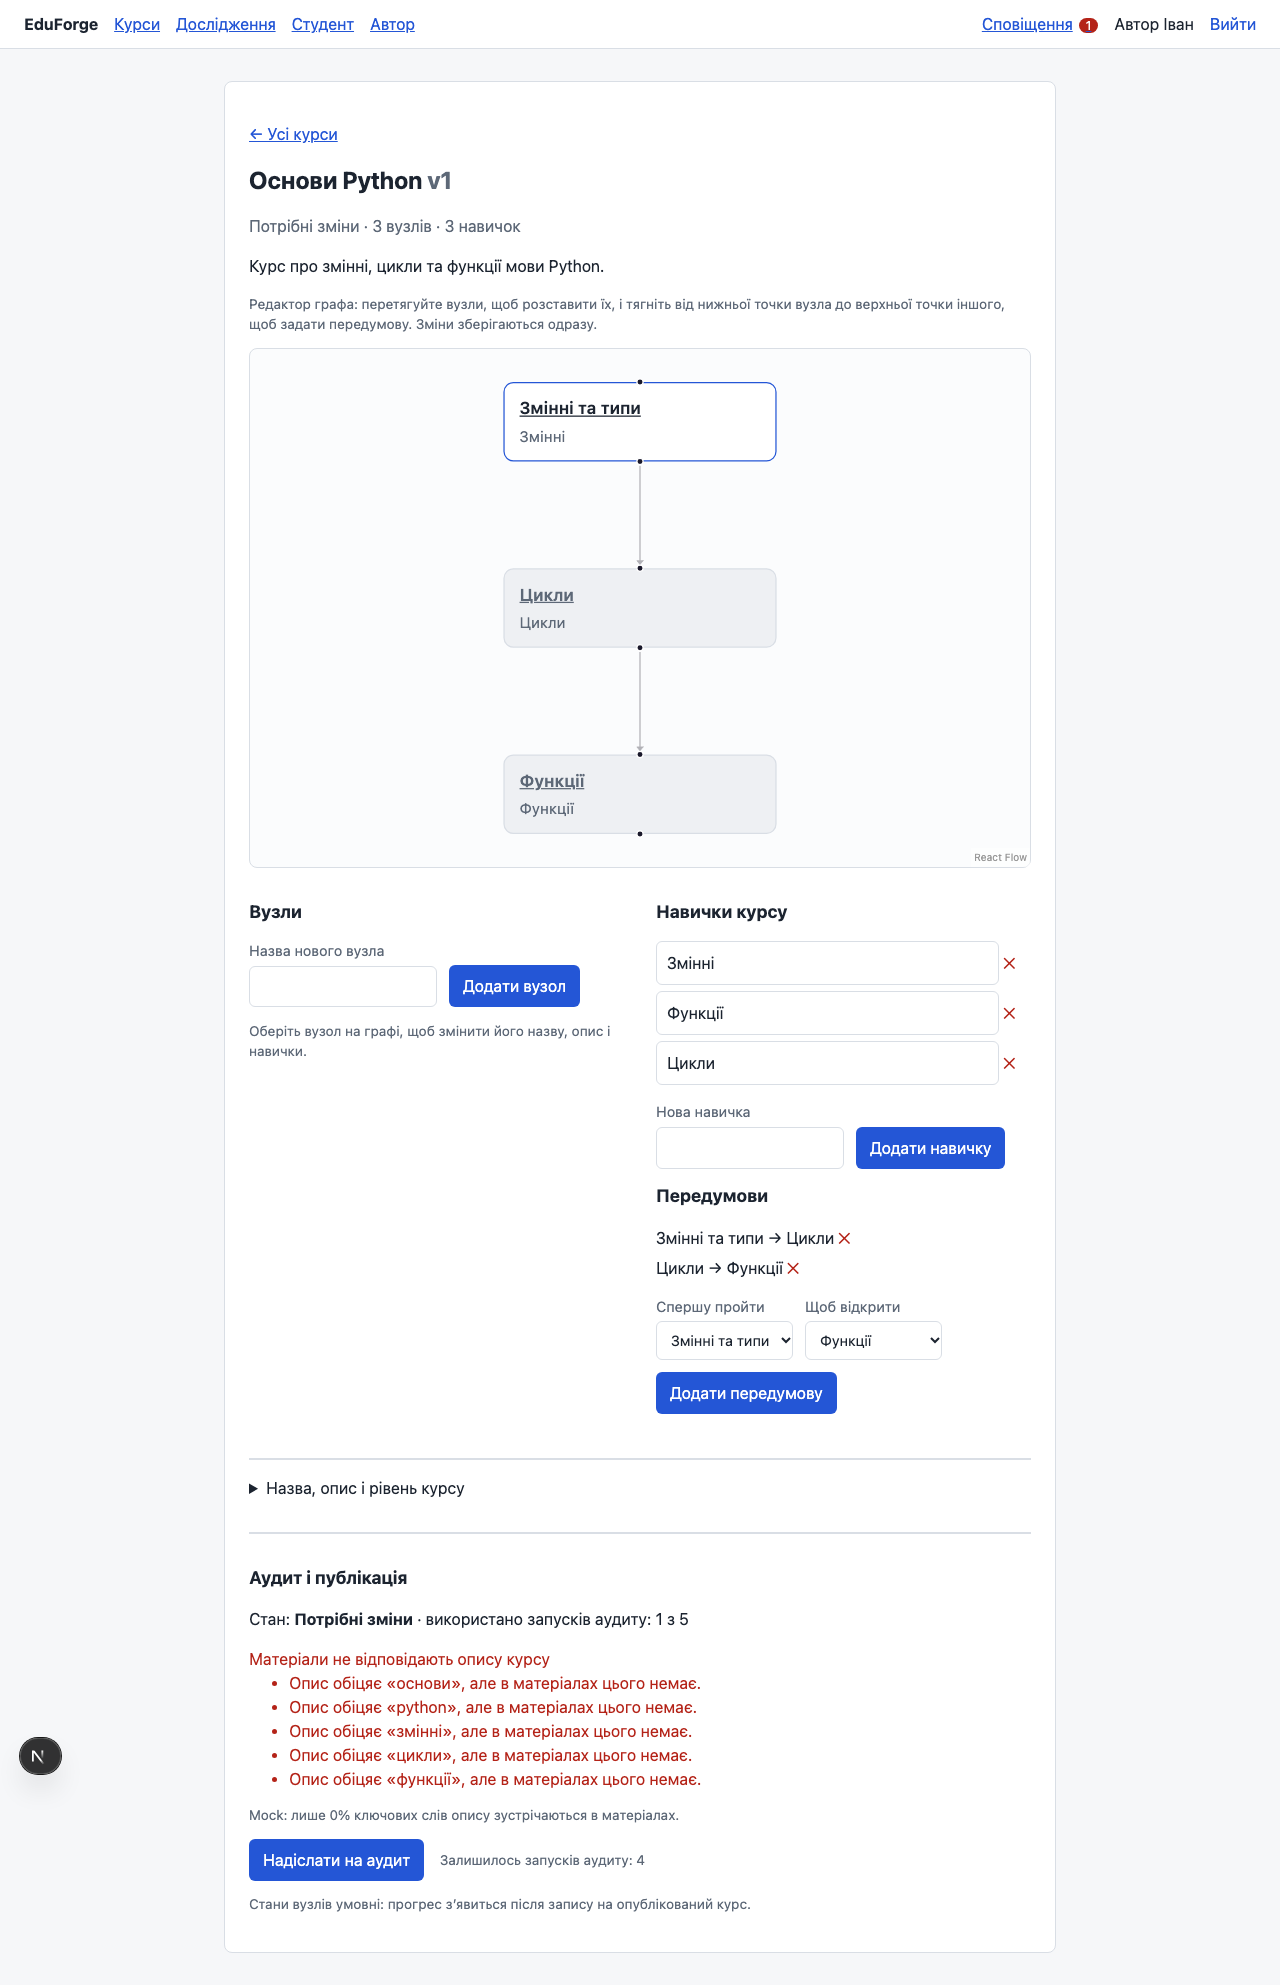 EduForge Курси Дослідження Студент Автор Сповіщення 1 Автор Іван Вийти
← Усі курси
Основи Python v1
Потрібні зміни · 3 вузлів · 3 навичок
Курс про змінні, цикли та функції мови Python.
Редактор графа: перетягуйте вузли, щоб розставити їх, і тягніть від нижньої точки вузла до верхньої точки іншого,
щоб задати передумову. Зміни зберігаються одразу.
Змінні та типи
Змінні
Цикли
Цикли
Функції
Функції
React Flow
Вузли
Назва нового вузла
Додати вузол
Оберіть вузол на графі, щоб змінити його назву, опис і
навички.
Навички курсу
Змінні ×
Функції ×
Цикли ×
Нова навичка
Додати навичку
Передумови
Змінні та типи → Цикли ×
Цикли → Функції ×
Спершу пройти Щоб відкрити
Змінні та типи Функції
Додати передумову
Назва, опис і рівень курсу
Аудит і публікація
Стан: Потрібні зміни · використано запусків аудиту: 1 з 5
Матеріали не відповідають опису курсу
• Опис обіцяє «основи», але в матеріалах цього немає.
• Опис обіцяє «python», але в матеріалах цього немає.
• Опис обіцяє «змінні», але в матеріалах цього немає.
• Опис обіцяє «цикли», але в матеріалах цього немає.
• Опис обіцяє «функції», але в матеріалах цього немає.
Mock: лише 0% ключових слів опису зустрічаються в матеріалах.
Надіслати на аудит Залишилось запусків аудиту: 4
Стани вузлів умовні: прогрес зʼявиться після запису на опублікований курс.
N